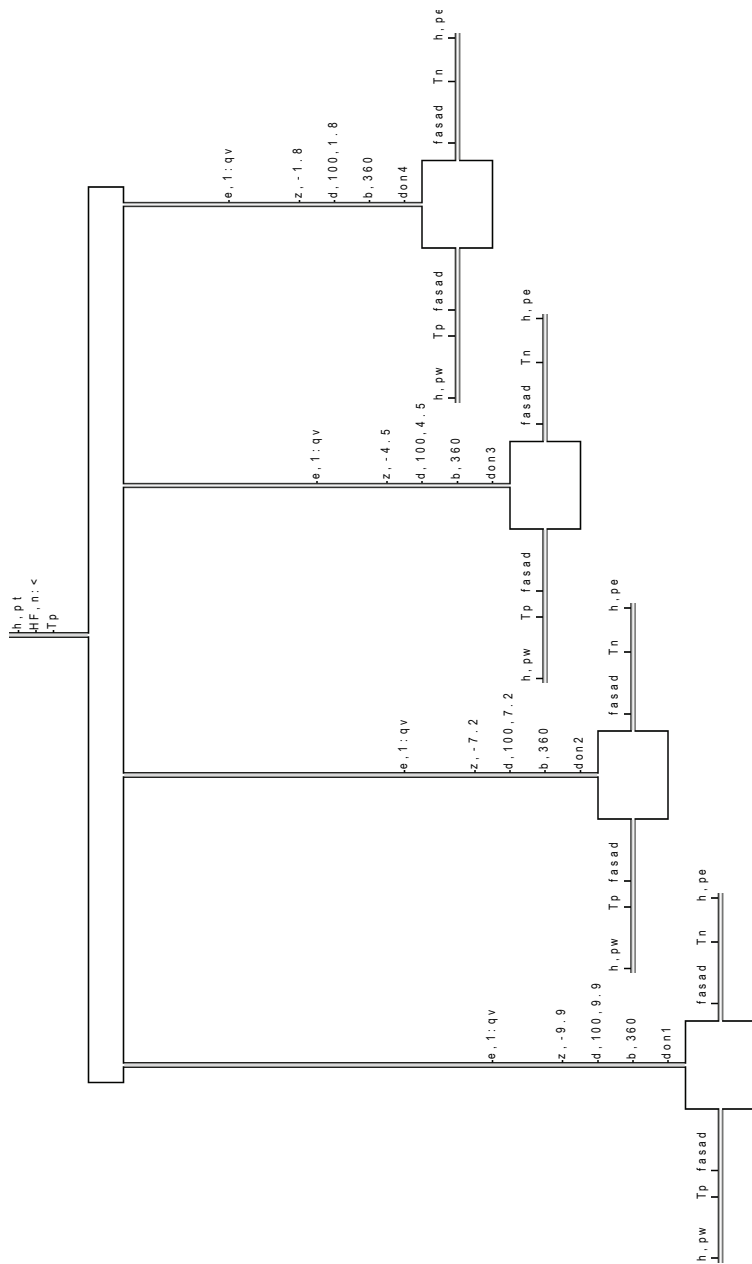 h,pt
HF,n:<
Tp
e,1:qv
z,-1.8
d,100,1.8
b,360
don4
h,pe
Tn
fasad
Tp fasad
h,pw
e,1:qv
z,-4.5
d,100,4.5
b,360
don3
h,pe
Tn
fasad
Tp fasad
h,pw
e,1:qv
z,-7.2
d,100,7.2
b,360
don2
h,pe
Tn
fasad
Tp fasad
h,pw
e,1:qv
z,-9.9
d,100,9.9
b,360
don1
h,pe
Tn
fasad
Tp fasad
h,pw